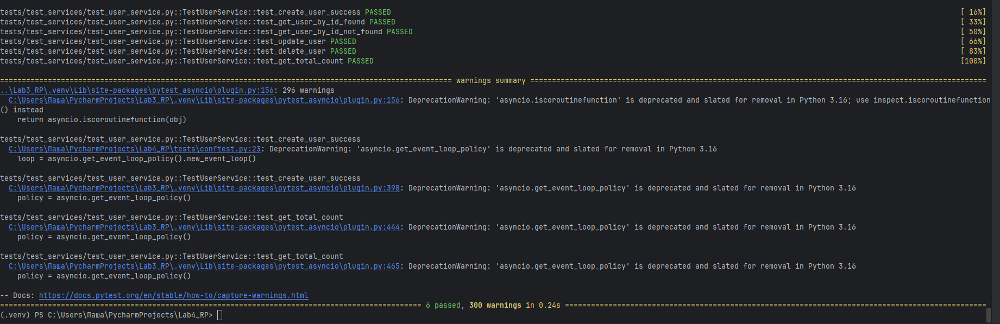 tests/test_services/test_user_service.py::TestUserService::test_create_user_success PASSED [ 16%]
tests/test_services/test_user_service.py::TestUserService::test_get_user_by_id_found PASSED [ 33%]
tests/test_services/test_user_service.py::TestUserService::test_get_user_by_id_not_found PASSED [ 50%]
tests/test_services/test_user_service.py::TestUserService::test_update_user PASSED [ 66%]
tests/test_services/test_user_service.py::TestUserService::test_delete_user PASSED [ 83%]
tests/test_services/test_user_service.py::TestUserService::test_get_total_count PASSED [100%]
======================================================================================================== warnings summary =========================================================================================================
..\Lab3_RP\.venv\Lib\site-packages\pytest_asyncio\plugin.py:156: 296 warnings
  C:\Users\Паша\PycharmProjects\Lab3_RP\.venv\Lib\site-packages\pytest_asyncio\plugin.py:156: DeprecationWarning: 'asyncio.iscoroutinefunction' is deprecated and slated for removal in Python 3.16; use inspect.iscoroutinefunction
() instead
    return asyncio.iscoroutinefunction(obj)
tests/test_services/test_user_service.py::TestUserService::test_create_user_success
  C:\Users\Паша\PycharmProjects\Lab4_RP\tests\conftest.py:23: DeprecationWarning: 'asyncio.get_event_loop_policy' is deprecated and slated for removal in Python 3.16
    loop = asyncio.get_event_loop_policy().new_event_loop()
tests/test_services/test_user_service.py::TestUserService::test_create_user_success
  C:\Users\Паша\PycharmProjects\Lab3_RP\.venv\Lib\site-packages\pytest_asyncio\plugin.py:398: DeprecationWarning: 'asyncio.get_event_loop_policy' is deprecated and slated for removal in Python 3.16
    policy = asyncio.get_event_loop_policy()
tests/test_services/test_user_service.py::TestUserService::test_get_total_count
  C:\Users\Паша\PycharmProjects\Lab3_RP\.venv\Lib\site-packages\pytest_asyncio\plugin.py:444: DeprecationWarning: 'asyncio.get_event_loop_policy' is deprecated and slated for removal in Python 3.16
    policy = asyncio.get_event_loop_policy()
tests/test_services/test_user_service.py::TestUserService::test_get_total_count
  C:\Users\Паша\PycharmProjects\Lab3_RP\.venv\Lib\site-packages\pytest_asyncio\plugin.py:465: DeprecationWarning: 'asyncio.get_event_loop_policy' is deprecated and slated for removal in Python 3.16
    policy = asyncio.get_event_loop_policy()
-- Docs: https://docs.pytest.org/en/stable/how-to/capture-warnings.html
================================================================================================= 6 passed, 300 warnings in 0.24s =================================================================================================
(.venv) PS C:\Users\Паша\PycharmProjects\Lab4_RP>